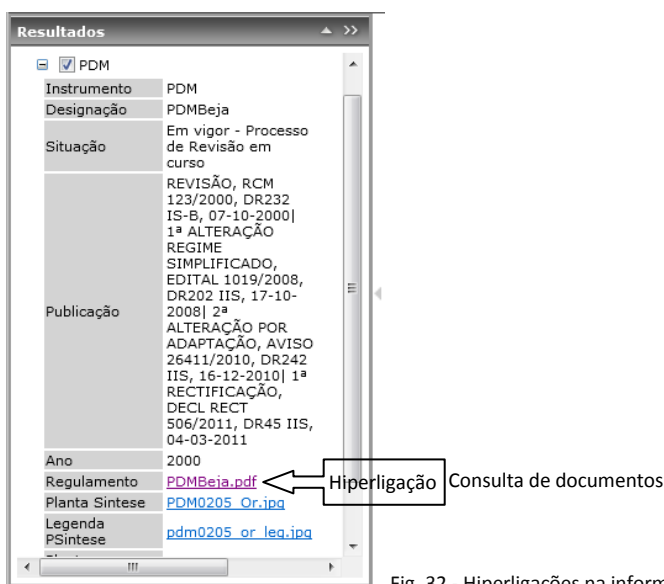 Resultados
PDM
Instrumento PDM
Designação PDMBeja
Situação Em vigor - Processo
de Revisão em
curso
Publicação REVISÃO, RCM
123/2000, DR232
IS-B, 07-10-2000|
1ª ALTERAÇÃO
REGIME
SIMPLIFICADO,
EDITAL 1019/2008,
DR202 IIS, 17-10-
2008| 2ª
ALTERAÇÃO POR
ADAPTAÇÃO, AVISO
26411/2010, DR242
IIS, 16-12-2010| 1ª
RECTIFICAÇÃO,
DECL RECT
506/2011, DR45 IIS,
04-03-2011
Ano 2000
Regulamento PDMBeja.pdf Hiperligação Consulta de documentos
Planta Sintese PDM0205_Or.jpg
Legenda
PSintese pdm0205_or_leg.jpg
Fig. 32 - Hiperligações na inform